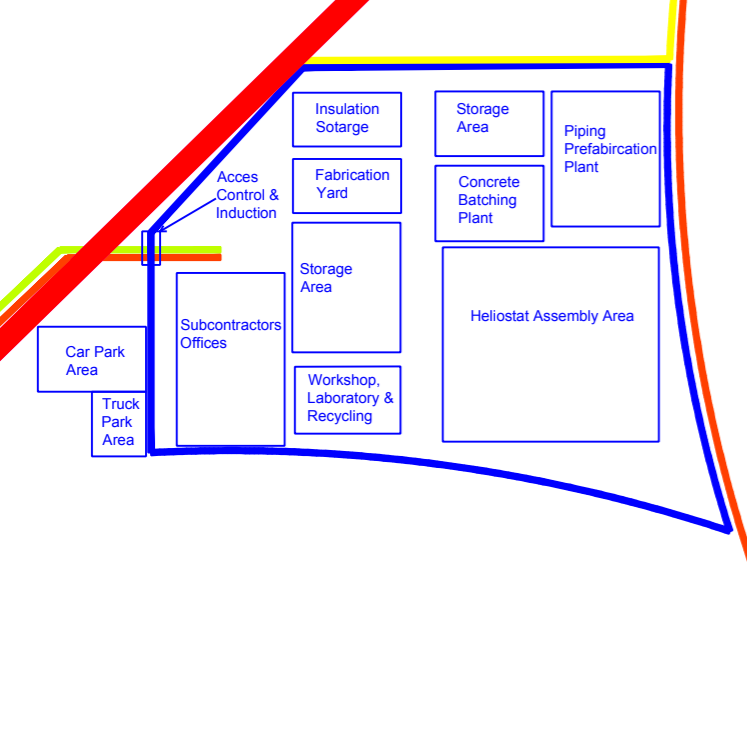 Insulation
Sotarge
Storage
Area
Piping
Prefabircation
Plant
Acces
Control &
Induction
Fabrication
Yard
Concrete
Batching
Plant
Storage
Area
Heliostat Assembly Area
Subcontractors
Offices
Car Park
Area
Workshop,
Laboratory &
Recycling
Truck
Park
Area